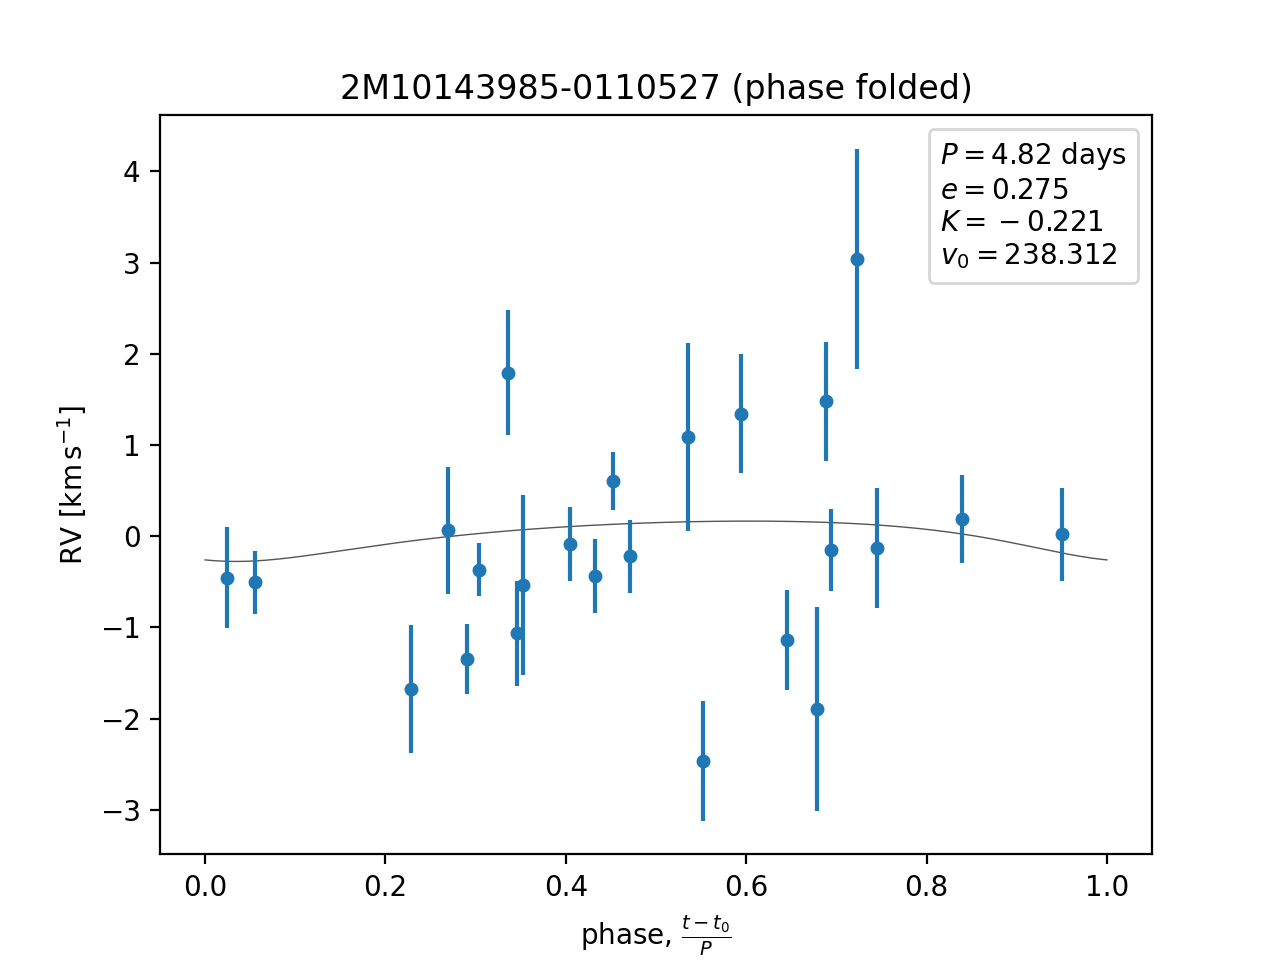 2M10143985-0110527 (phase folded)
P = 4.82 days
e = 0.275
K = −0.221
v₀ = 238.312
RV [km s⁻¹]
4
3
2
1
0
−1
−2
−3
0.0 0.2 0.4 0.6 0.8 1.0
phase, (t − t₀)/P